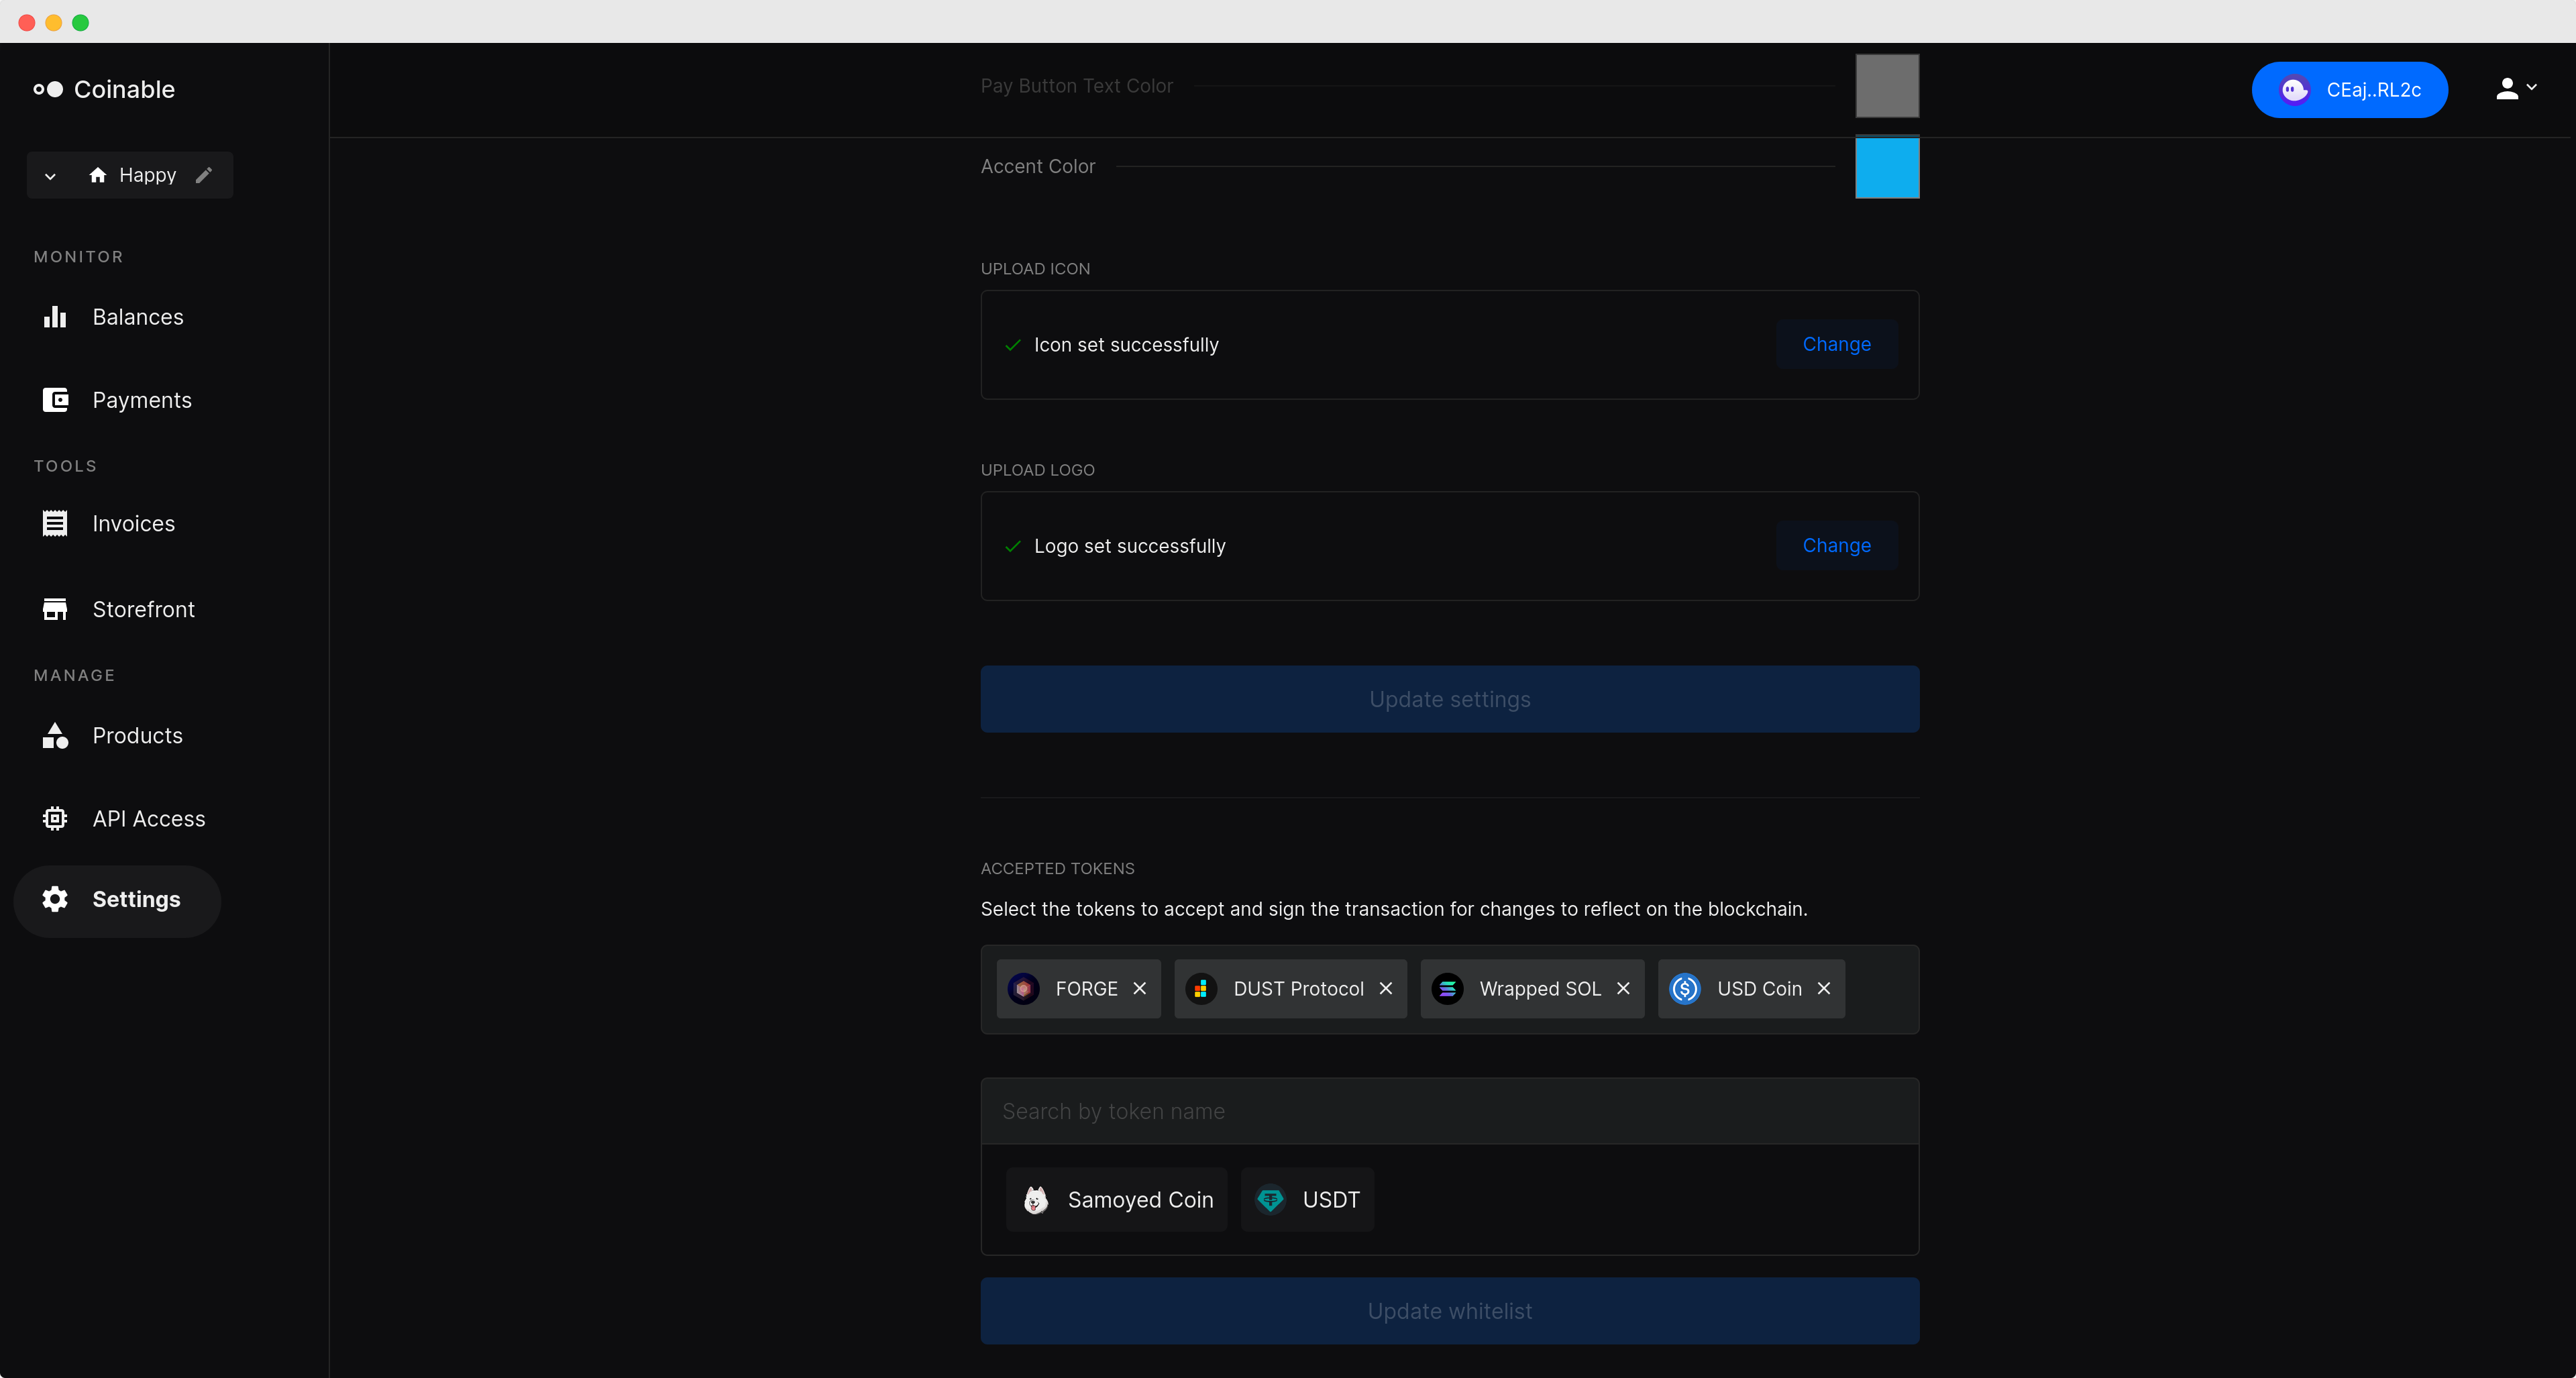 Coinable
Happy
MONITOR
Balances
Payments
TOOLS
Invoices
Storefront
MANAGE
Products
API Access
Settings
Pay Button Text Color
CEaj..RL2c
Accent Color
UPLOAD ICON
Icon set successfully
Change
UPLOAD LOGO
Logo set successfully
Change
Update settings
ACCEPTED TOKENS
Select the tokens to accept and sign the transaction for changes to reflect on the blockchain.
FORGE DUST Protocol Wrapped SOL USD Coin
Search by token name
Samoyed Coin USDT
Update whitelist